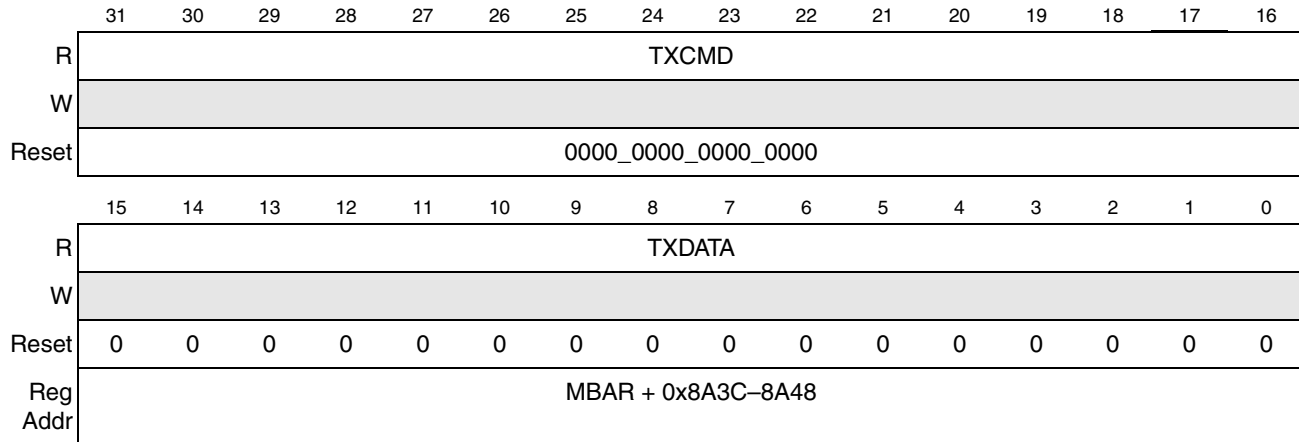 31 30 29 28 27 26 25 24 23 22 21 20 19 18 17 16
R TXCMD
W
Reset 0000_0000_0000_0000
15 14 13 12 11 10 9 8 7 6 5 4 3 2 1 0
R TXDATA
W
Reset 0 0 0 0 0 0 0 0 0 0 0 0 0 0 0 0
Reg MBAR + 0x8A3C–8A48
Addr